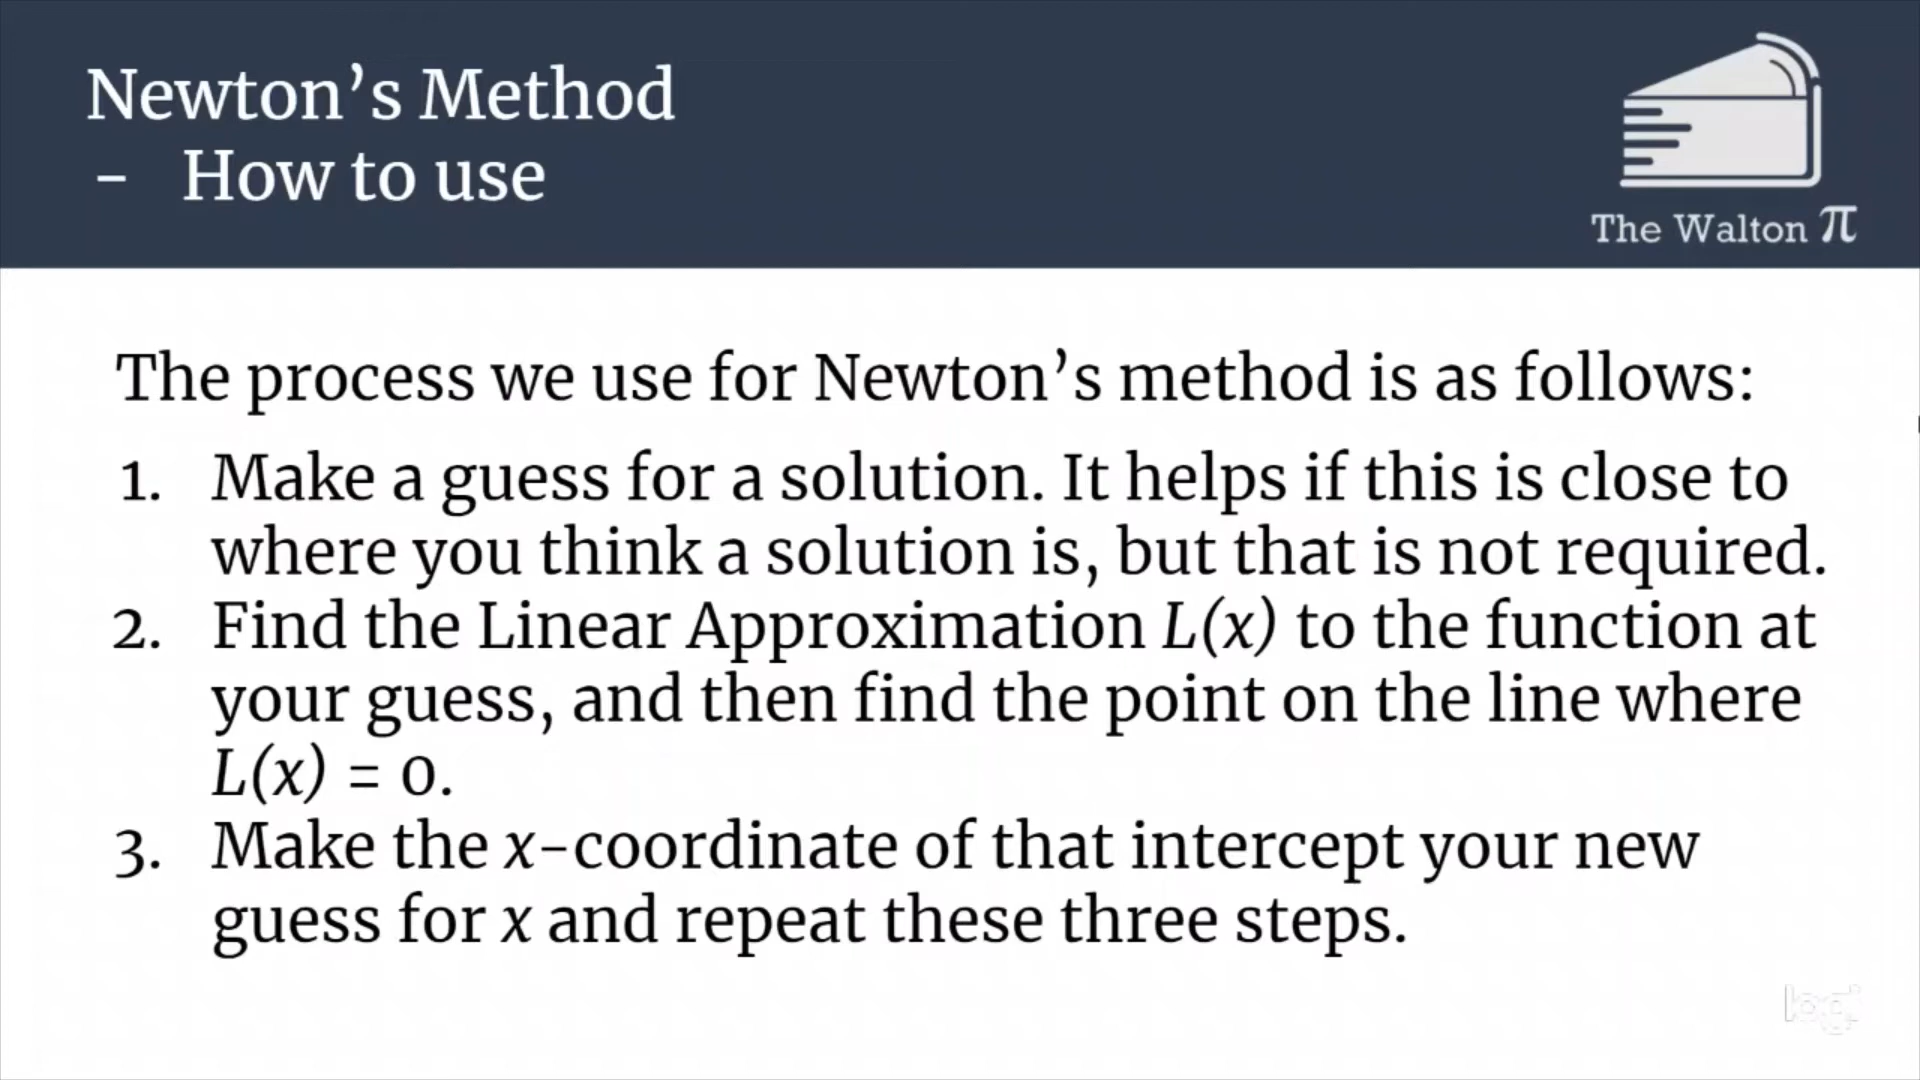 Newton’s Method
- How to use
The Walton π
The process we use for Newton’s method is as follows:
1. Make a guess for a solution. It helps if this is close to
where you think a solution is, but that is not required.
2. Find the Linear Approximation L(x) to the function at
your guess, and then find the point on the line where
L(x) = 0.
3. Make the x-coordinate of that intercept your new
guess for x and repeat these three steps.
logi